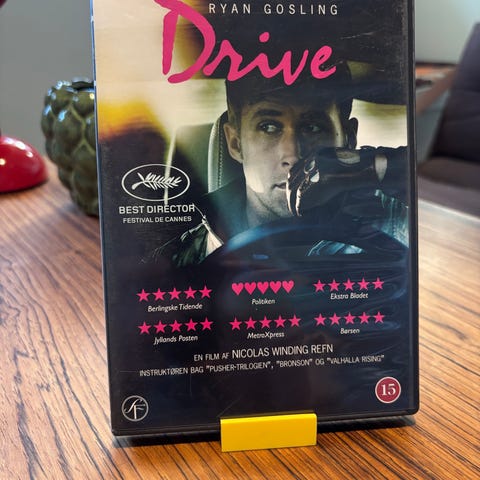 RYAN GOSLING
Drive
BEST DIRECTOR
FESTIVAL DE CANNES
Berlingske Tidende
Politiken
Ekstra Bladet
Jyllands Posten
MetroXpress
Børsen
EN FILM AF NICOLAS WINDING REFN
INSTRUKTØREN BAG "PUSHER-TRILOGIEN", "BRONSON" OG "VALHALLA RISING"
15
SF